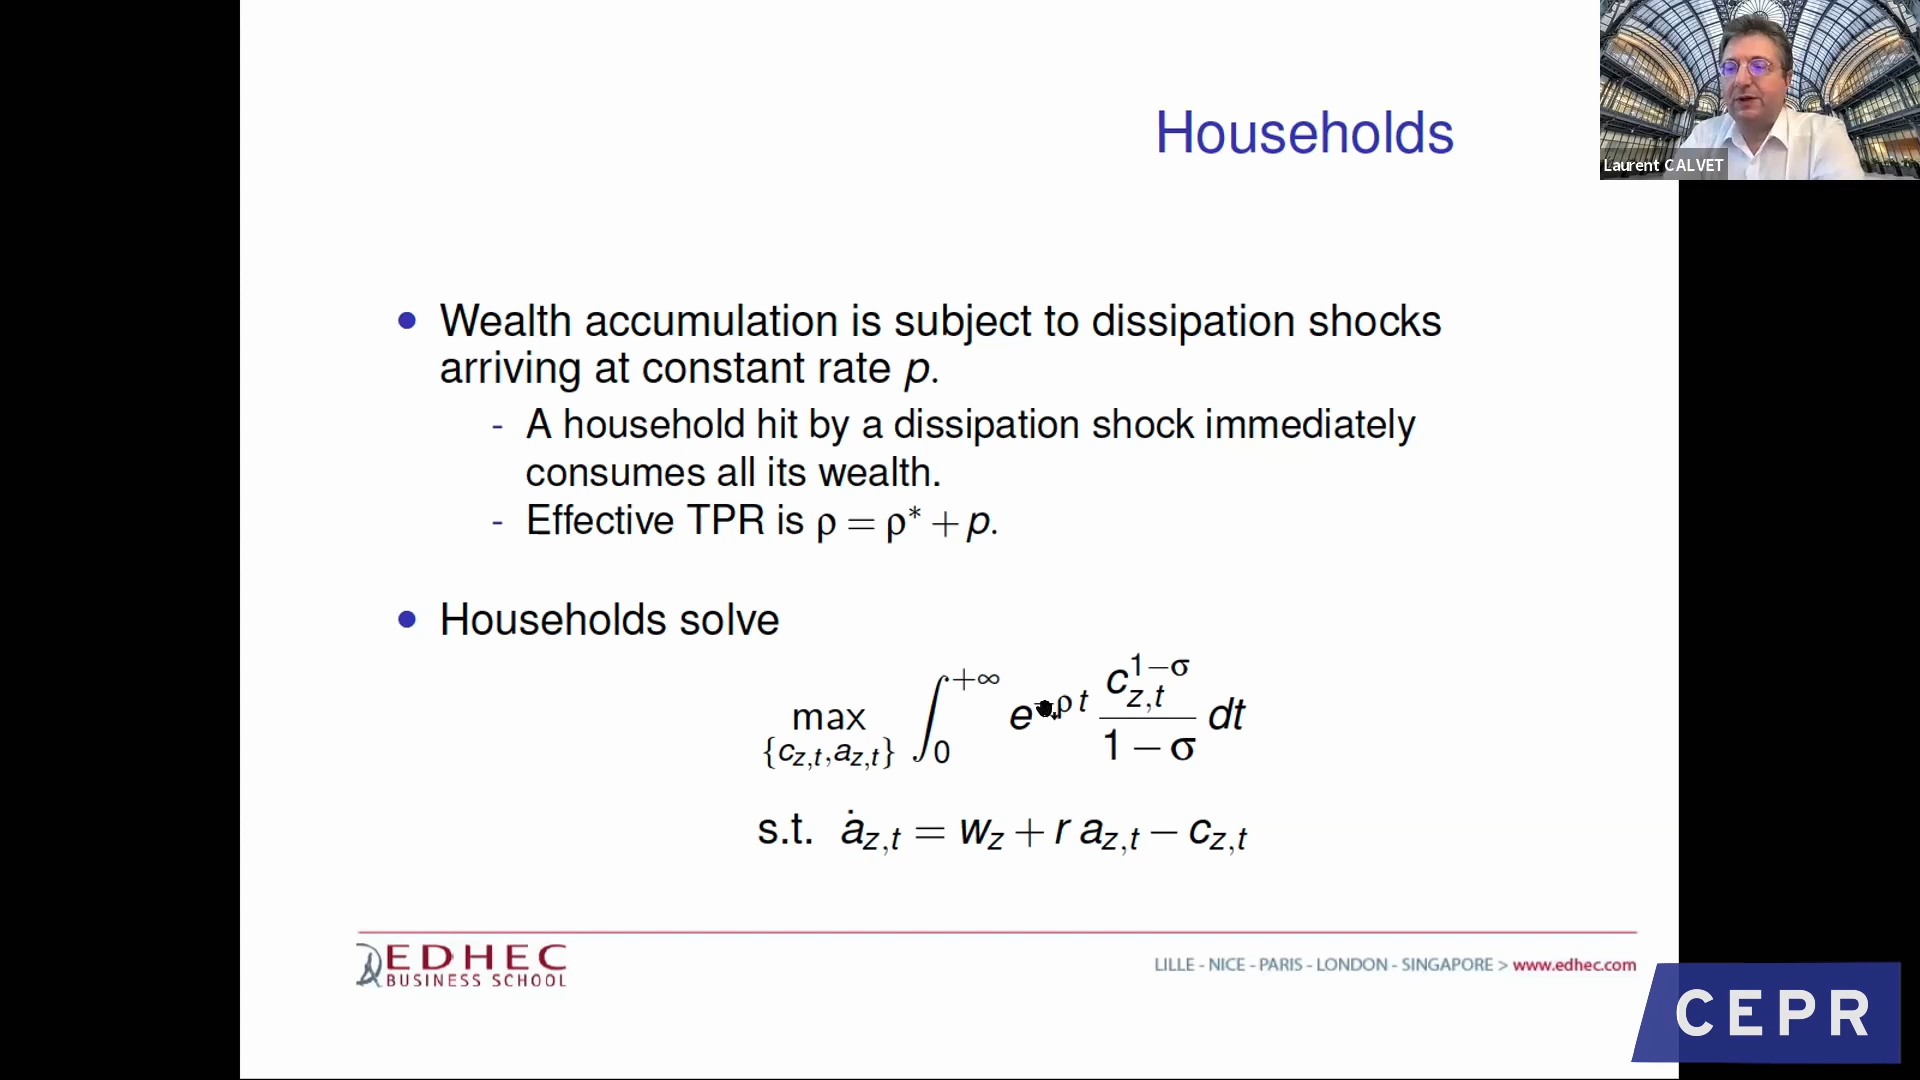 Households
Laurent CALVET
• Wealth accumulation is subject to dissipation shocks
arriving at constant rate p.
- A household hit by a dissipation shock immediately
consumes all its wealth.
- Effective TPR is ρ = ρ* + p.
• Households solve
max_{{c_{z,t}, a_{z,t}}} ∫_0^{+∞} e^{−ρt} \frac{c_{z,t}^{1−σ}}{1−σ} dt
s.t. ȧ_{z,t} = w_z + r a_{z,t} − c_{z,t}
EDHEC
BUSINESS SCHOOL
LILLE - NICE - PARIS - LONDON - SINGAPORE > www.edhec.com
CEPR